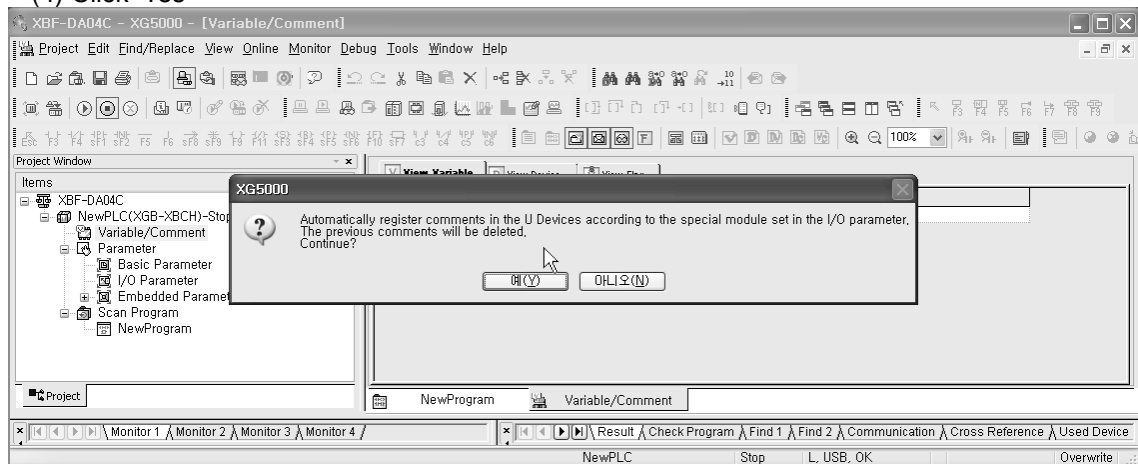 XBF-DA04C - XG5000 - [Variable/Comment]
Project Edit Find/Replace View Online Monitor Debug Tools Window Help
100%
Project Window
Items
XBF-DA04C
NewPLC(XGB-XBCH)-Stop
Variable/Comment
Parameter
Basic Parameter
I/O Parameter
Embedded Paramet
Scan Program
NewProgram
View Variable
View Device
View Flag
XG5000
Automatically register comments in the U Devices according to the special module set in the I/O parameter.
The previous comments will be deleted.
Continue?
예(Y) 아니오(N)
Project
NewProgram Variable/Comment
Monitor 1 Monitor 2 Monitor 3 Monitor 4
Result Check Program Find 1 Find 2 Communication Cross Reference Used Device
NewPLC Stop L, USB, OK Overwrite